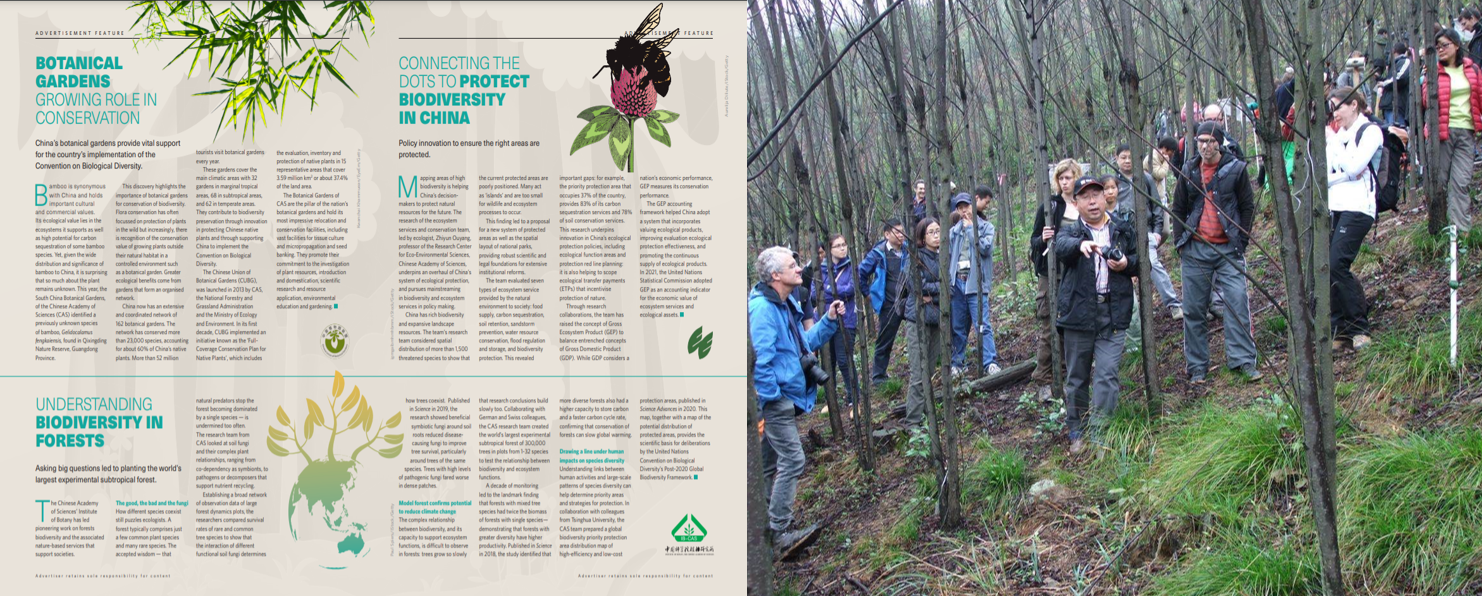 ADVERTISEMENT FEATURE
BOTANICAL
GARDENS
GROWING ROLE IN
CONSERVATION
China's botanical gardens provide vital support
for the country's implementation of the
Convention on Biological Diversity.
Bamboo is synonymous
with China and holds
important cultural
and commercial values.
Its ecological value lies in the
ecosystems it supports as well
as high potential for carbon
sequestration of some bamboo
species. Yet, given the wide
distribution and significance of
bamboo to China, it is surprising
that so much about the plant
remains unknown. This year, the
South China Botanical Gardens,
of the Chinese Academy of
Sciences (CAS) identified a
previously unknown species
of bamboo, Gelidocalamus
fengkaiensis, found in Qixingding
Nature Reserve, Guangdong
Province.
This discovery highlights the
importance of botanical gardens
for conservation of biodiversity.
Flora conservation has often
focussed on protection of plants
in the wild but increasingly, there
is recognition of the conservation
value of growing plants outside
their natural habitat in a
controlled environment such
as a botanical garden. Greater
ecological benefits come from
gardens that form an organised
network.
China now has an extensive
and coordinated network of
162 botanical gardens. The
network has conserved more
than 23,000 species, accounting
for about 60% of China's native
plants. More than 52 million
tourists visit botanical gardens
every year.
These gardens cover the
main climatic areas with 32
gardens in marginal tropical
areas, 68 in subtropical areas,
and 62 in temperate areas.
They contribute to biodiversity
preservation through innovation
in protecting Chinese native
plants and through supporting
China to implement the
Convention on Biological
Diversity.
The Chinese Union of
Botanical Gardens (CUBG),
was launched in 2013 by CAS,
the National Forestry and
Grassland Administration
and the Ministry of Ecology
and Environment. In its first
decade, CUBG implemented an
initiative known as the 'Full-
Coverage Conservation Plan for
Native Plants', which includes
the evaluation, inventory and
protection of native plants in 15
representative areas that cover
3.59 million km² or about 37.4%
of the land area.
The Botanical Gardens of
CAS are the pillar of the nation's
botanical gardens and hold its
most impressive relocation and
conservation facilities, including
vast facilities for tissue culture
and micropropagation and seed
banking. They promote their
commitment to the investigation
of plant resources, introduction
and domestication, scientific
research and resource
application, environmental
education and gardening.
FEATURE
CONNECTING THE
DOTS TO PROTECT
BIODIVERSITY
IN CHINA
Policy innovation to ensure the right areas are
protected.
Mapping areas of high
biodiversity is helping
China's decision-
makers to protect natural
resources for the future. The
research of the ecosystem
services and conservation team,
led by ecologist, Zhiyun Ouyang,
professor of the Research Center
for Eco-Environmental Sciences,
Chinese Academy of Sciences,
underpins an overhaul of China's
system of ecological protection,
and pursues mainstreaming
in biodiversity and ecosystem
services in policy making.
China has rich biodiversity
and expansive landscape
resources. The team's research
team considered spatial
distribution of more than 1,500
threatened species to show that
the current protected areas are
poorly positioned. Many act
as 'islands' and are too small
for wildlife and ecosystem
processes to occur.
This finding led to a proposal
for a new system of protected
areas as well as the spatial
layout of national parks,
providing robust scientific and
legal foundations for extensive
institutional reforms.
The team evaluated seven
types of ecosystem service
provided by the natural
environment to society: food
supply, carbon sequestration,
soil retention, sandstorm
prevention, water resource
conservation, flood regulation
and storage, and biodiversity
protection. This revealed
important gaps: for example,
the priority protection area that
occupies 37% of the country,
provides 83% of its carbon
sequestration services and 78%
of soil conservation services.
This research underpins
innovation in China's ecological
protection policies, including
ecological function areas and
protection red line planning;
it is also helping to scope
ecological transfer payments
(ETPs) that incentivise
protection of nature.
Through research
collaborations, the team has
raised the concept of Gross
Ecosystem Product (GEP) to
balance entrenched concepts
of Gross Domestic Product
(GDP). While GDP considers a
nation's economic performance,
GEP measures its conservation
performance.
The GEP accounting
framework helped China adopt
a system that incorporates
valuing ecological products,
improving evaluation ecological
protection effectiveness, and
promoting the continuous
supply of ecological products.
In 2021, the United Nations
Statistical Commission adopted
GEP as an accounting indicator
for the economic value of
ecosystem services and
ecological assets.
UNDERSTANDING
BIODIVERSITY IN
FORESTS
Asking big questions led to planting the world's
largest experimental subtropical forest.
The Chinese Academy
of Sciences' Institute
of Botany has led
pioneering work on forests
biodiversity and the associated
nature-based services that
support societies.
The good, the bad and the fungi
How different species coexist
still puzzles ecologists. A
forest typically comprises just
a few common plant species
and many rare species. The
accepted wisdom — that
natural predators stop the
forest becoming dominated
by a single species — is
undermined too often.
The research team from
CAS looked at soil fungi
and their complex plant
relationships, ranging from
co-dependency as symbionts, to
pathogens or decomposers that
support nutrient recycling.
Establishing a broad network
of observation data of large
forest dynamics plots, the
researchers compared survival
rates of rare and common
tree species to show that
the interaction of different
functional soil fungi determines
how trees coexist. Published
in Science in 2019, the
research showed beneficial
symbiotic fungi around soil
roots reduced disease-
causing fungi to improve
tree survival, particularly
around trees of the same
species. Trees with high levels
of pathogenic fungi fared worse
in dense patches.
Model forest confirms potential
to reduce climate change
The complex relationship
between biodiversity, and its
capacity to support ecosystem
functions, is difficult to observe
in forests: trees grow so slowly
that research conclusions build
slowly too. Collaborating with
German and Swiss colleagues,
the CAS research team created
the world's largest experimental
subtropical forest of 300,000
trees in plots from 1-32 species
to test the relationship between
biodiversity and ecosystem
functions.
A decade of monitoring
led to the landmark finding
that forests with mixed tree
species had twice the biomass
of forests with single species—
demonstrating that forests with
greater diversity have higher
productivity. Published in Science
in 2018, the study identified that
more diverse forests also had a
higher capacity to store carbon
and a faster carbon cycle rate,
confirming that conservation of
forests can slow global warming.
Drawing a line under human
impacts on species diversity
Understanding links between
human activities and large-scale
patterns of species diversity can
help determine priority areas
and strategies for protection. In
collaboration with colleagues
from Tsinghua University, the
CAS team prepared a global
biodiversity priority protection
area distribution map of
high-efficiency and low-cost
protection areas, published in
Science Advances in 2020. This
map, together with a map of the
potential distribution of
protected areas, provides the
scientific basis for deliberations
by the United Nations
Convention on Biological
Diversity's Post-2020 Global
Biodiversity Framework.
Advertiser retains sole responsibility for content
Advertiser retains sole responsibility for content